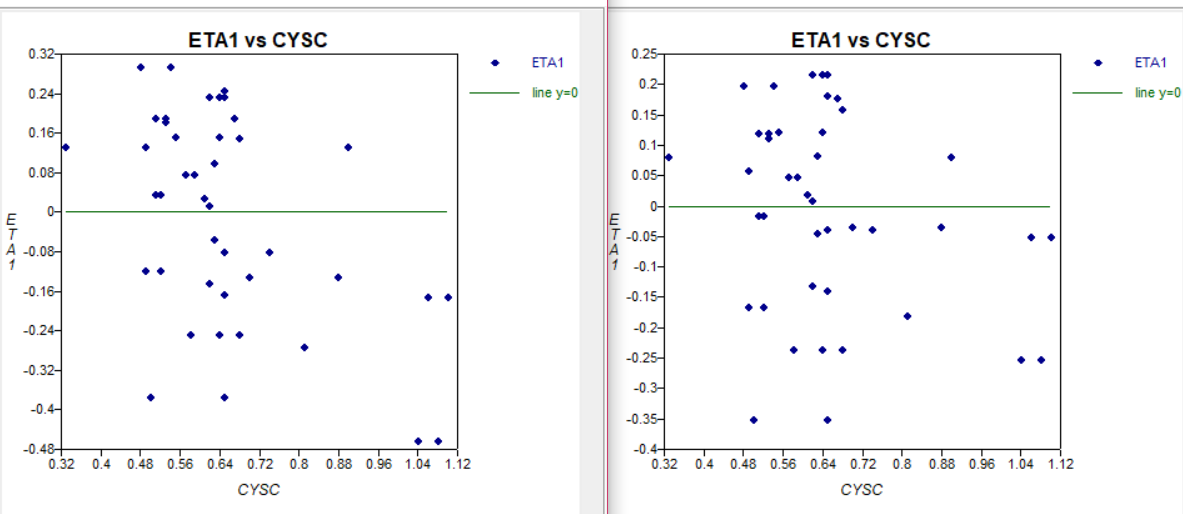 ETA1 vs CYSC
0.32
0.24
0.16
0.08
0
-0.08
-0.16
-0.24
-0.32
-0.4
-0.48
ETA1
0.32 0.4 0.48 0.56 0.64 0.72 0.8 0.88 0.96 1.04 1.12
CYSC
ETA1
line y=0
ETA1 vs CYSC
0.25
0.2
0.15
0.1
0.05
0
-0.05
-0.1
-0.15
-0.2
-0.25
-0.3
-0.35
-0.4
ETA1
0.32 0.4 0.48 0.56 0.64 0.72 0.8 0.88 0.96 1.04 1.12
CYSC
ETA1
line y=0